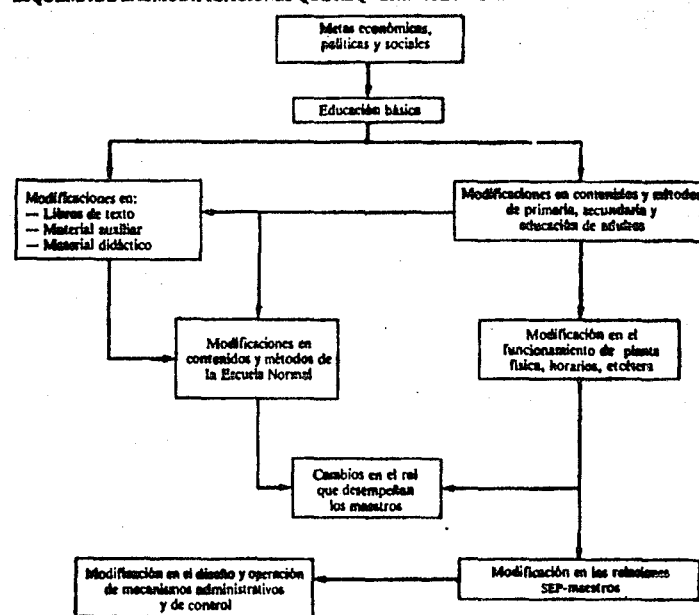 Metas económicas,
políticas y sociales
Educación básica
Modificaciones en:
— Libros de texto
— Material auxiliar
— Material didáctico
Modificaciones en contenidos y métodos
de primaria, secundaria y
educación de adultos
Modificaciones en
contenidos y métodos de
la Escuela Normal
Modificación en el
funcionamiento de planta
física, horarios, etcétera
Cambios en el rol
que desempeñan
los maestros
Modificación en el diseño y operación
de mecanismos administrativos
y de control
Modificación en las relaciones
SEP-maestros